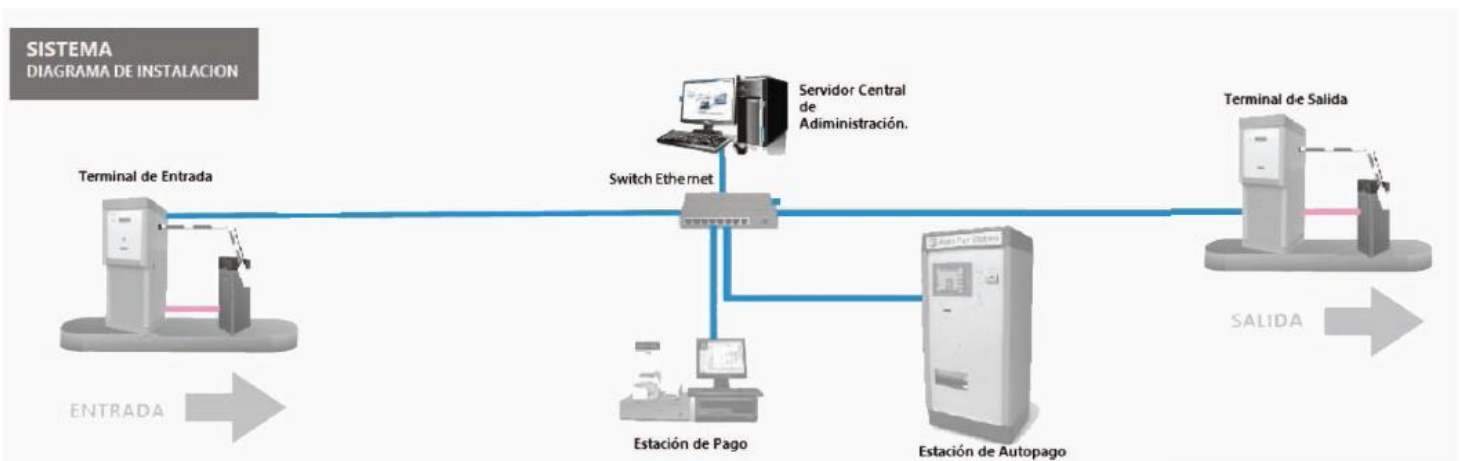 SISTEMA
DIAGRAMA DE INSTALACION
Servidor Central
de
Adiministración.
Terminal de Salida
Terminal de Entrada
Switch Ethernet
SALIDA
ENTRADA
Estación de Pago
Estación de Autopago